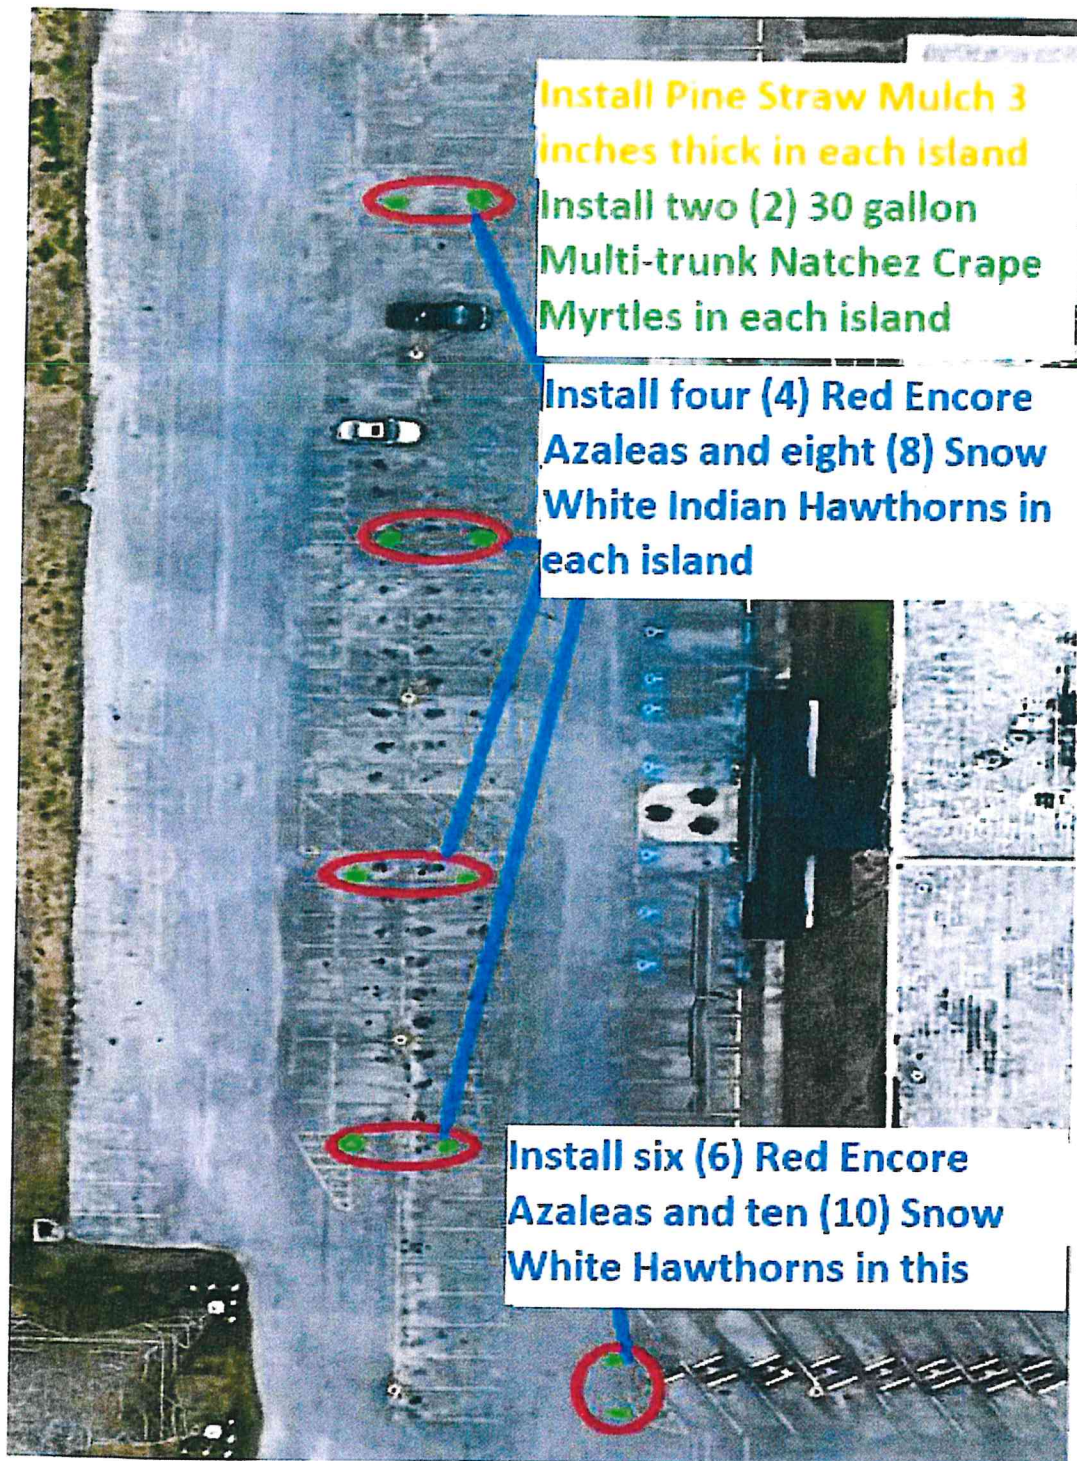 Install Pine Straw Mulch 3
inches thick in each island
Install two (2) 30 gallon
Multi-trunk Natchez Crape
Myrtles in each island
Install four (4) Red Encore
Azaleas and eight (8) Snow
White Indian Hawthorns in
each island
Install six (6) Red Encore
Azaleas and ten (10) Snow
White Hawthorns in this